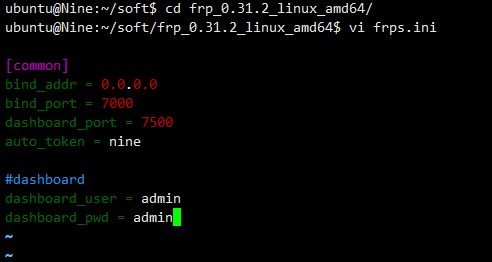 ubuntu@Nine:~/soft$ cd frp_0.31.2_linux_amd64/
ubuntu@Nine:~/soft/frp_0.31.2_linux_amd64$ vi frps.ini
[common]
bind_addr = 0.0.0.0
bind_port = 7000
dashboard_port = 7500
auto_token = nine
#dashboard
dashboard_user = admin
dashboard_pwd = admin
~
~